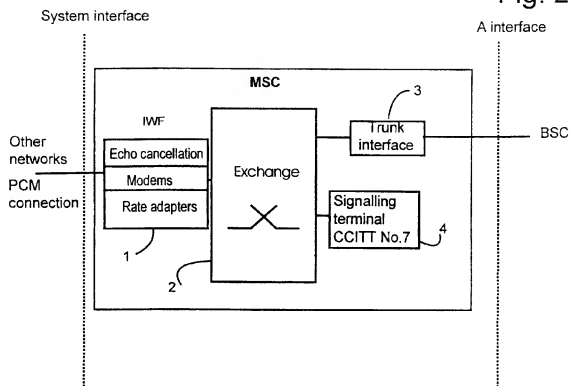 Fig. 2
System interface
A interface
MSC
3
IWF
Trunk
interface
BSC
Other
networks
PCM
connection
Echo cancellation
Modems
Rate adapters
Exchange
Signalling
terminal
CCITT No.7
4
1
2